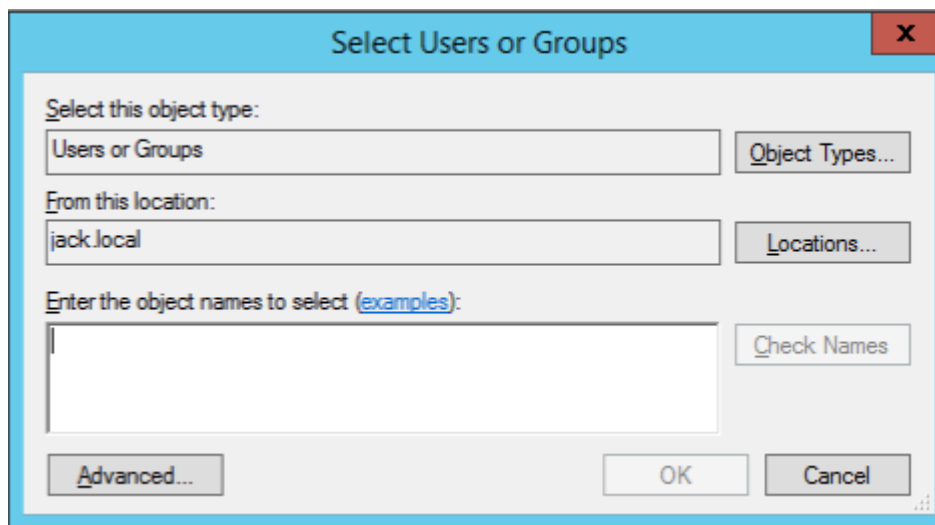 Select Users or Groups
x
Select this object type:
Users or Groups
Object Types...
From this location:
jack.local
Locations...
Enter the object names to select (examples):
Check Names
Advanced...
OK
Cancel